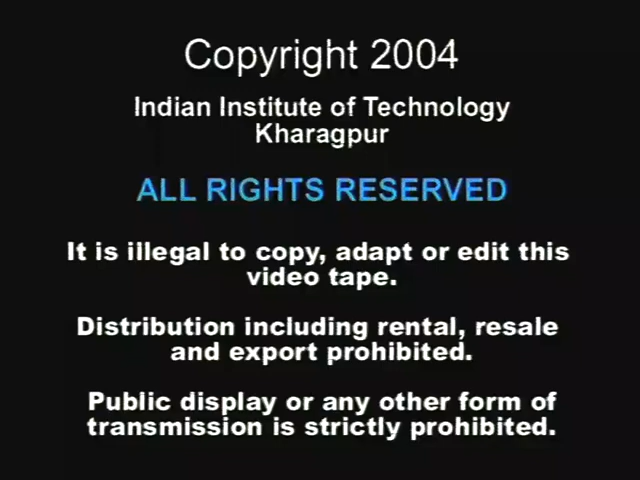 Copyright 2004
Indian Institute of Technology
Kharagpur
ALL RIGHTS RESERVED
It is illegal to copy, adapt or edit this
video tape.
Distribution including rental, resale
and export prohibited.
Public display or any other form of
transmission is strictly prohibited.